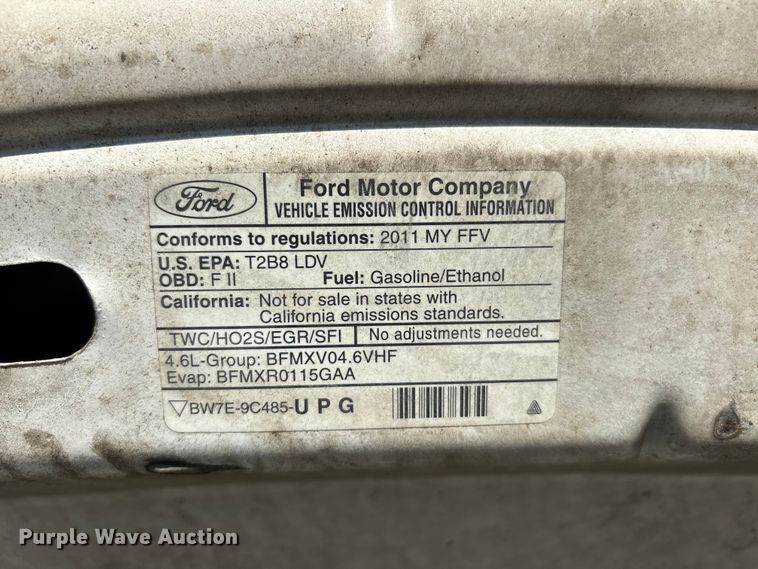 Ford
Ford Motor Company
VEHICLE EMISSION CONTROL INFORMATION
Conforms to regulations: 2011 MY FFV
U.S. EPA: T2B8 LDV
OBD: F II Fuel: Gasoline/Ethanol
California: Not for sale in states with
California emissions standards.
TWC/HO2S/EGR/SFI No adjustments needed.
4.6L-Group: BFMXV04.6VHF
Evap: BFMXR0115GAA
BW7E-9C485-U P G
Purple Wave Auction